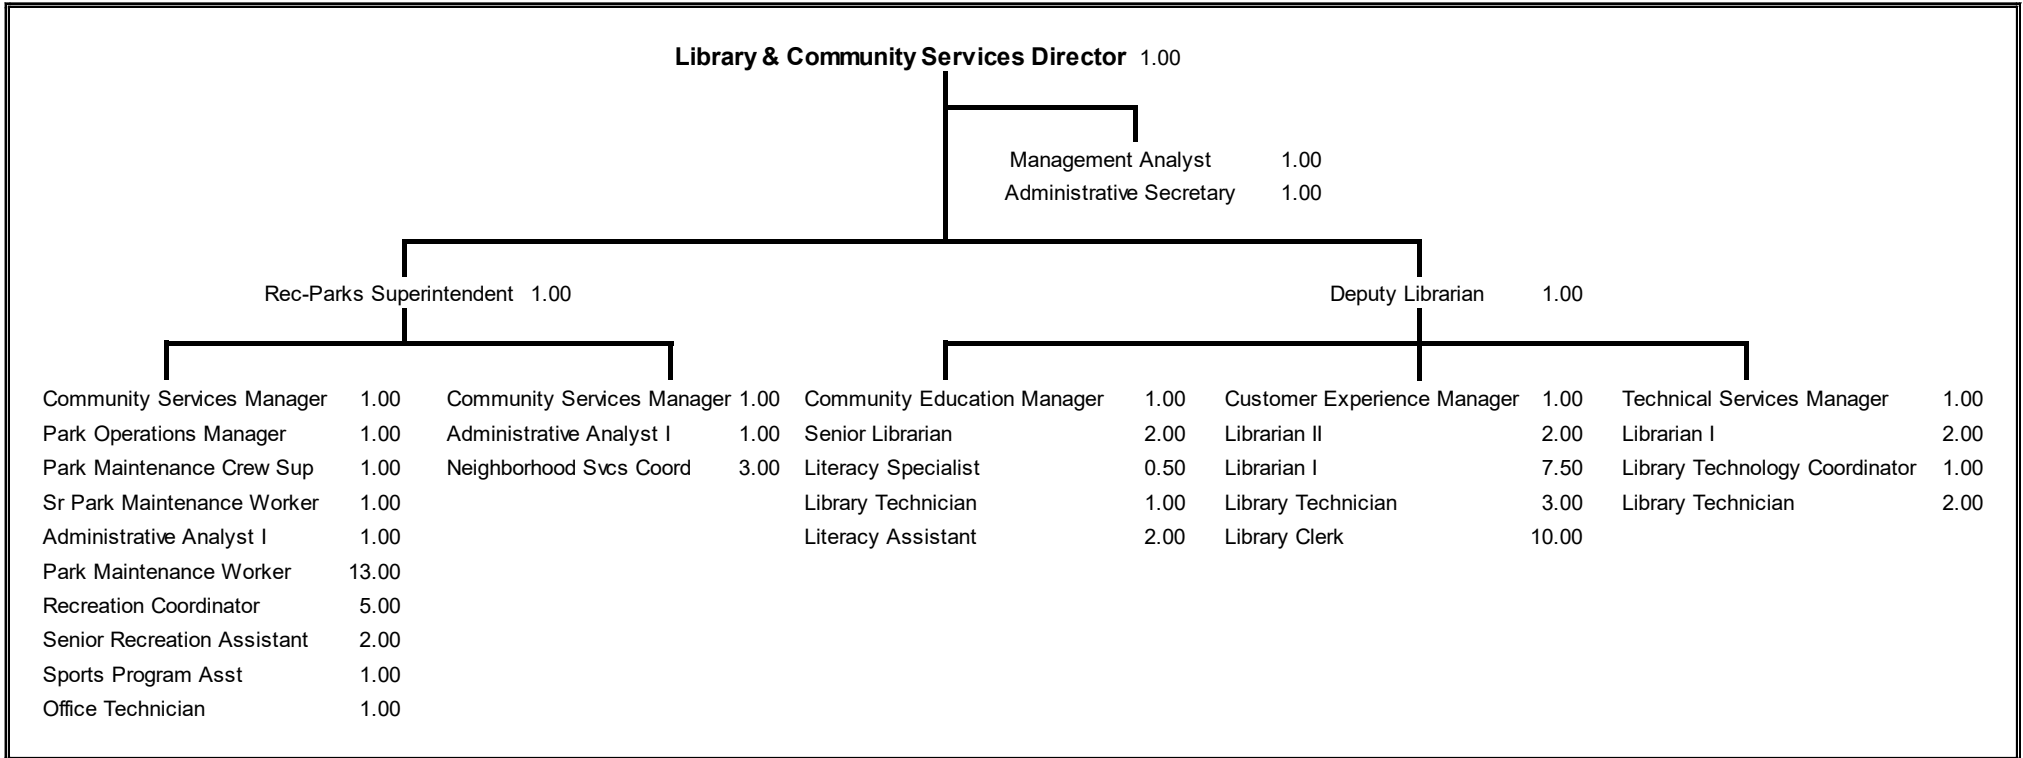 Library & Community Services Director 1.00
Management Analyst 1.00
Administrative Secretary 1.00
Rec-Parks Superintendent 1.00
Deputy Librarian 1.00
Community Services Manager 1.00
Park Operations Manager 1.00
Park Maintenance Crew Sup 1.00
Sr Park Maintenance Worker 1.00
Administrative Analyst I 1.00
Park Maintenance Worker 13.00
Recreation Coordinator 5.00
Senior Recreation Assistant 2.00
Sports Program Asst 1.00
Office Technician 1.00
Community Services Manager 1.00
Administrative Analyst I 1.00
Neighborhood Svcs Coord 3.00
Community Education Manager 1.00
Senior Librarian 2.00
Literacy Specialist 0.50
Library Technician 1.00
Literacy Assistant 2.00
Customer Experience Manager 1.00
Librarian II 2.00
Librarian I 7.50
Library Technician 3.00
Library Clerk 10.00
Technical Services Manager 1.00
Librarian I 2.00
Library Technology Coordinator 1.00
Library Technician 2.00